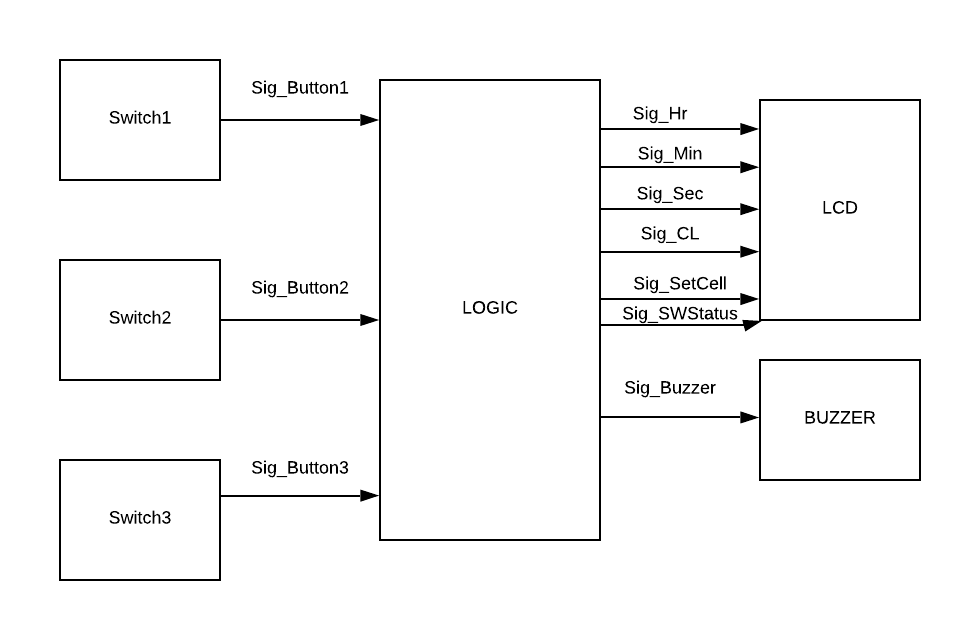 Switch1
Sig_Button1
Switch2
Sig_Button2
Switch3
Sig_Button3
LOGIC
Sig_Hr
Sig_Min
Sig_Sec
Sig_CL
Sig_SetCell
Sig_SWStatus
Sig_Buzzer
LCD
BUZZER